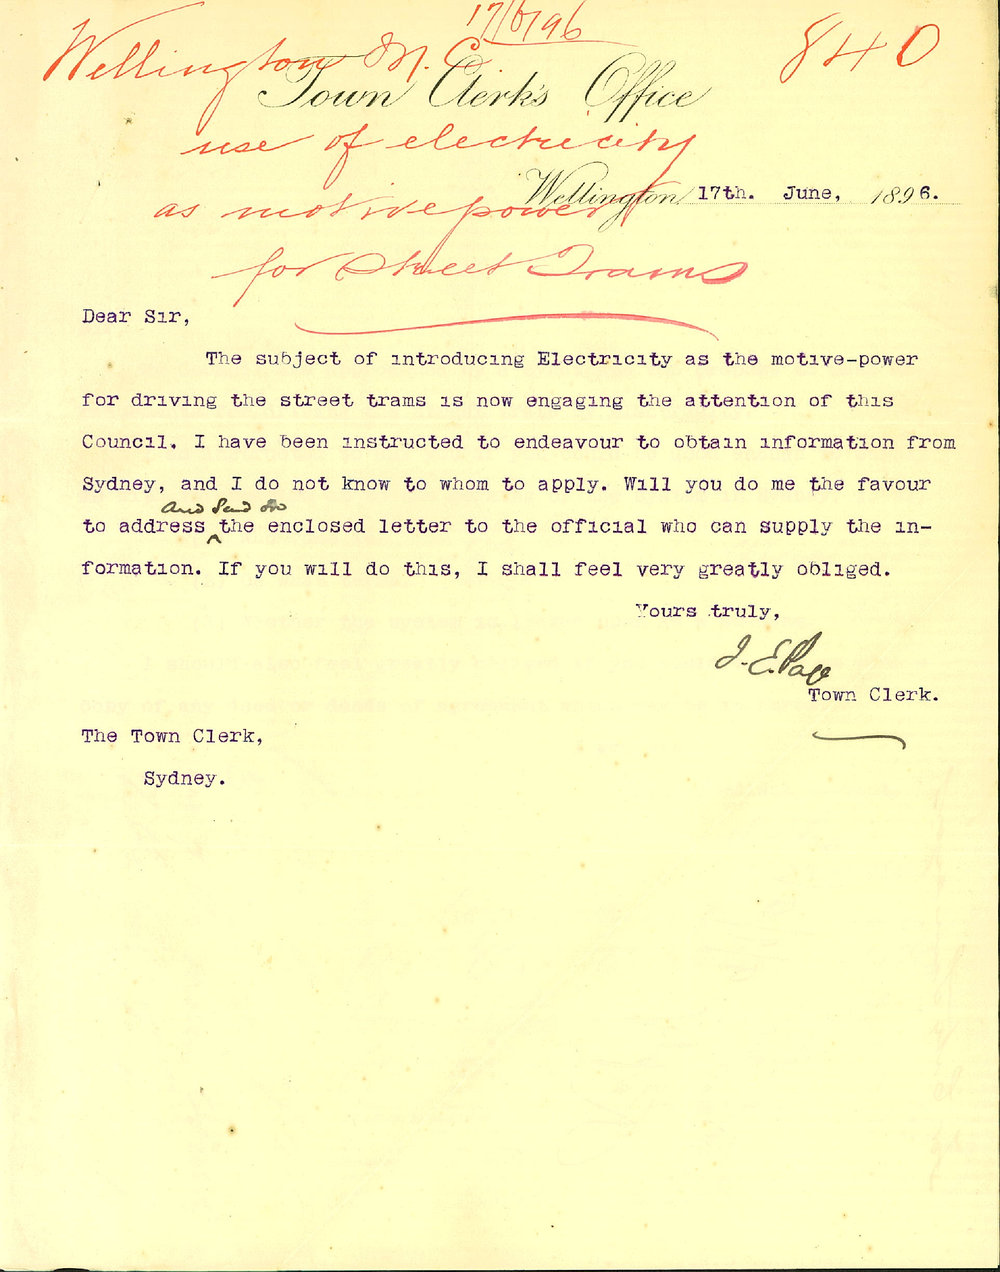 17/6/96
Wellington M.C. 840
Town Clerk's Office
use of electricity
Wellington 17th. June, 1896.
as motive power
for Street Trams
Dear Sir,
The subject of introducing Electricity as the motive-power
for driving the street trams is now engaging the attention of this
Council. I have been instructed to endeavour to obtain information from
Sydney, and I do not know to whom to apply. Will you do me the favour
and send on
to address ^ the enclosed letter to the official who can supply the in-
formation. If you will do this, I shall feel very greatly obliged.
Yours truly,
J. E. Page
Town Clerk.
The Town Clerk,
Sydney.